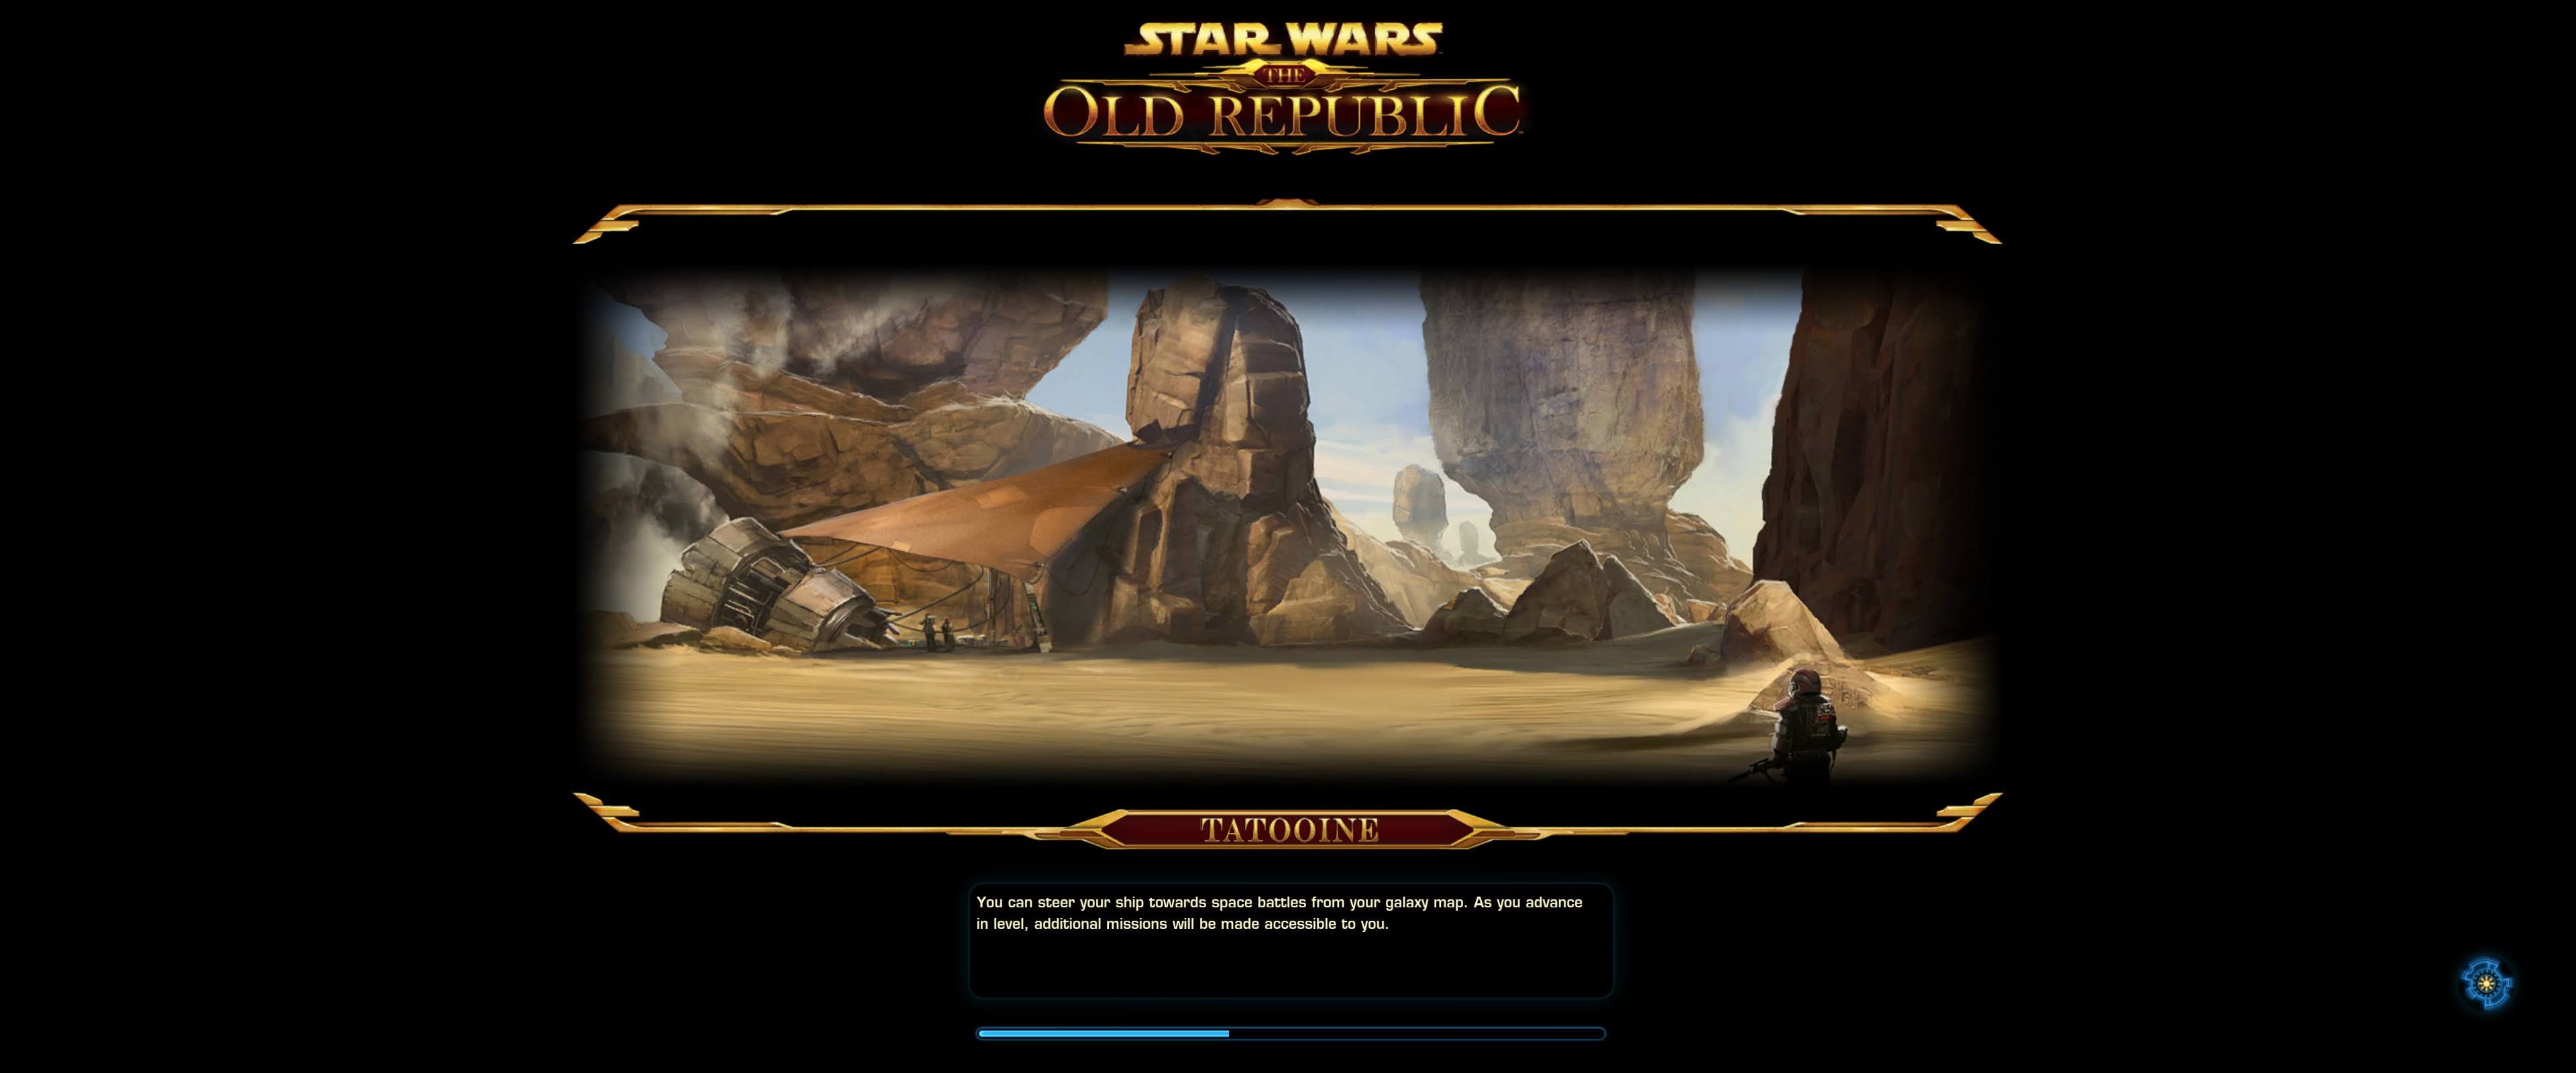 STAR WARS
THE
OLD REPUBLIC
TATOOINE
You can steer your ship towards space battles from your galaxy map. As you advance
in level, additional missions will be made accessible to you.